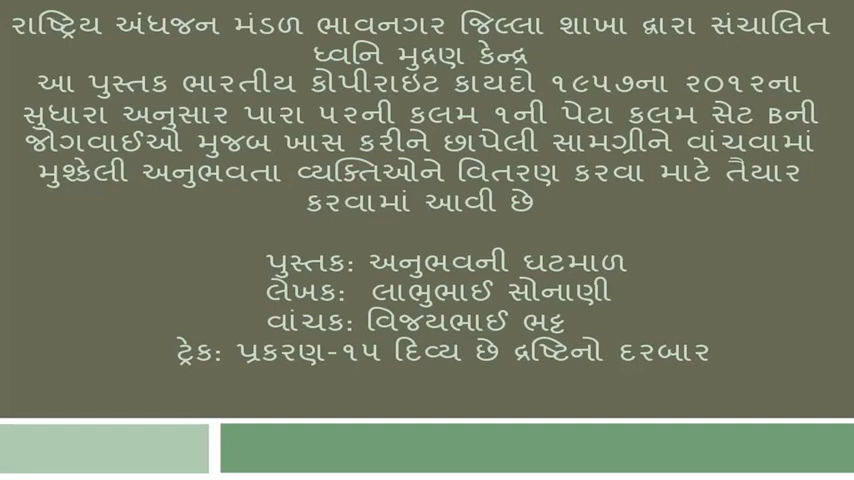 રાષ્ટ્રિય અંધજન મંડળ ભાવનગર જિલ્લા શાખા દ્વારા સંચાલિત
ધ્વનિ મુદ્રણ કેન્દ્ર
આ પુસ્તક ભારતીય કોપીરાઇટ કાયદો ૧૯૫૭ના ૨૦૧૨ના
સુધારા અનુસાર પારા ૫૨ની કલમ ૧ની પેટા કલમ સેટ Bની
જોગવાઈઓ મુજબ ખાસ કરીને છાપેલી સામગ્રીને વાંચવામાં
મુશ્કેલી અનુભવતા વ્યક્તિઓને વિતરણ કરવા માટે તૈયાર
કરવામાં આવી છે
પુસ્તક: અનુભવની ઘટમાળ
લેખક: લાભુભાઈ સોનાણી
વાંચક: વિજયભાઈ ભટ્ટ
ટ્રેક: પ્રકરણ-૧૫ દિવ્ય છે દ્રષ્ટિનો દરબાર